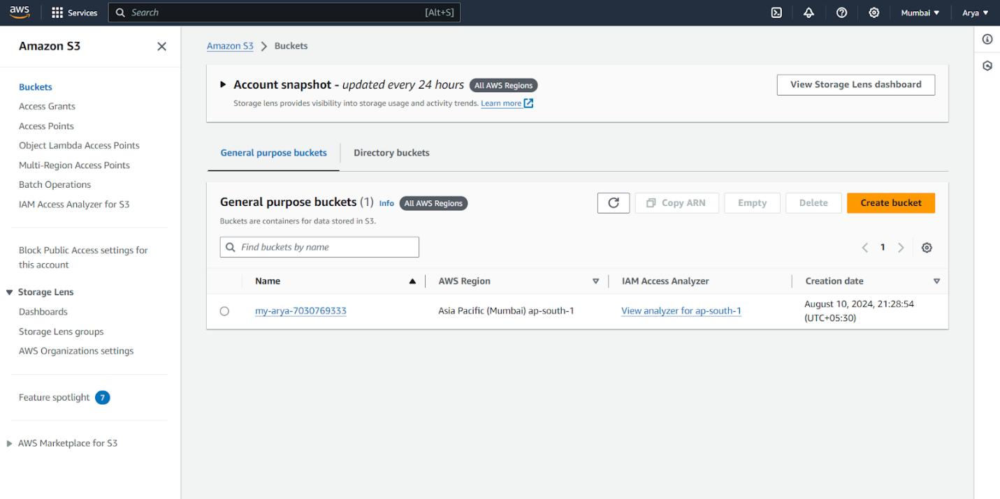 aws Services Search [Alt+S] Mumbai Arya
Amazon S3
Buckets
Access Grants
Access Points
Object Lambda Access Points
Multi-Region Access Points
Batch Operations
IAM Access Analyzer for S3
Block Public Access settings for
this account
Storage Lens
Dashboards
Storage Lens groups
AWS Organizations settings
Feature spotlight 7
AWS Marketplace for S3
Amazon S3 Buckets
Account snapshot - updated every 24 hours All AWS Regions View Storage Lens dashboard
Storage lens provides visibility into storage usage and activity trends. Learn more
General purpose buckets Directory buckets
General purpose buckets (1) Info All AWS Regions Copy ARN Empty Delete Create bucket
Buckets are containers for data stored in S3.
Find buckets by name 1
Name AWS Region IAM Access Analyzer Creation date
my-arya-7030769333 Asia Pacific (Mumbai) ap-south-1 View analyzer for ap-south-1 August 10, 2024, 21:28:54
(UTC+05:30)